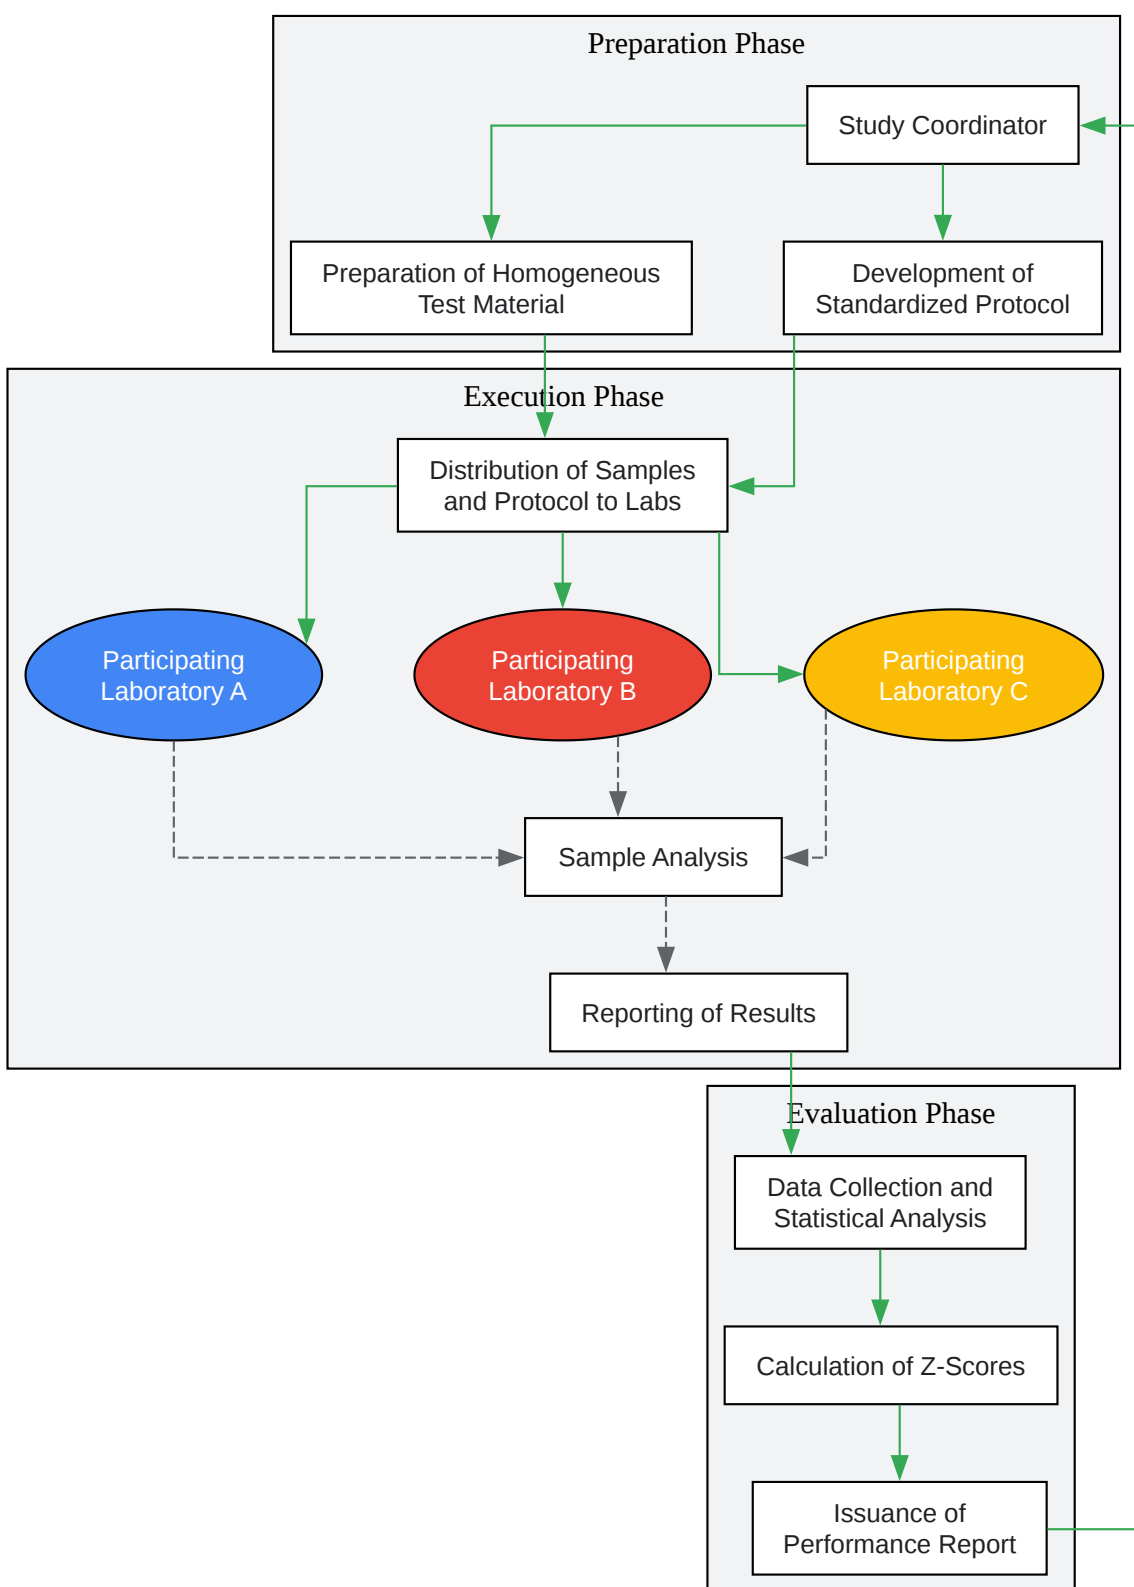 Preparation Phase
Study Coordinator
Preparation of Homogeneous
Test Material
Development of
Standardized Protocol
Execution Phase
Distribution of Samples
and Protocol to Labs
Participating
Laboratory A
Participating
Laboratory B
Participating
Laboratory C
Sample Analysis
Reporting of Results
Evaluation Phase
Data Collection and
Statistical Analysis
Calculation of Z-Scores
Issuance of
Performance Report